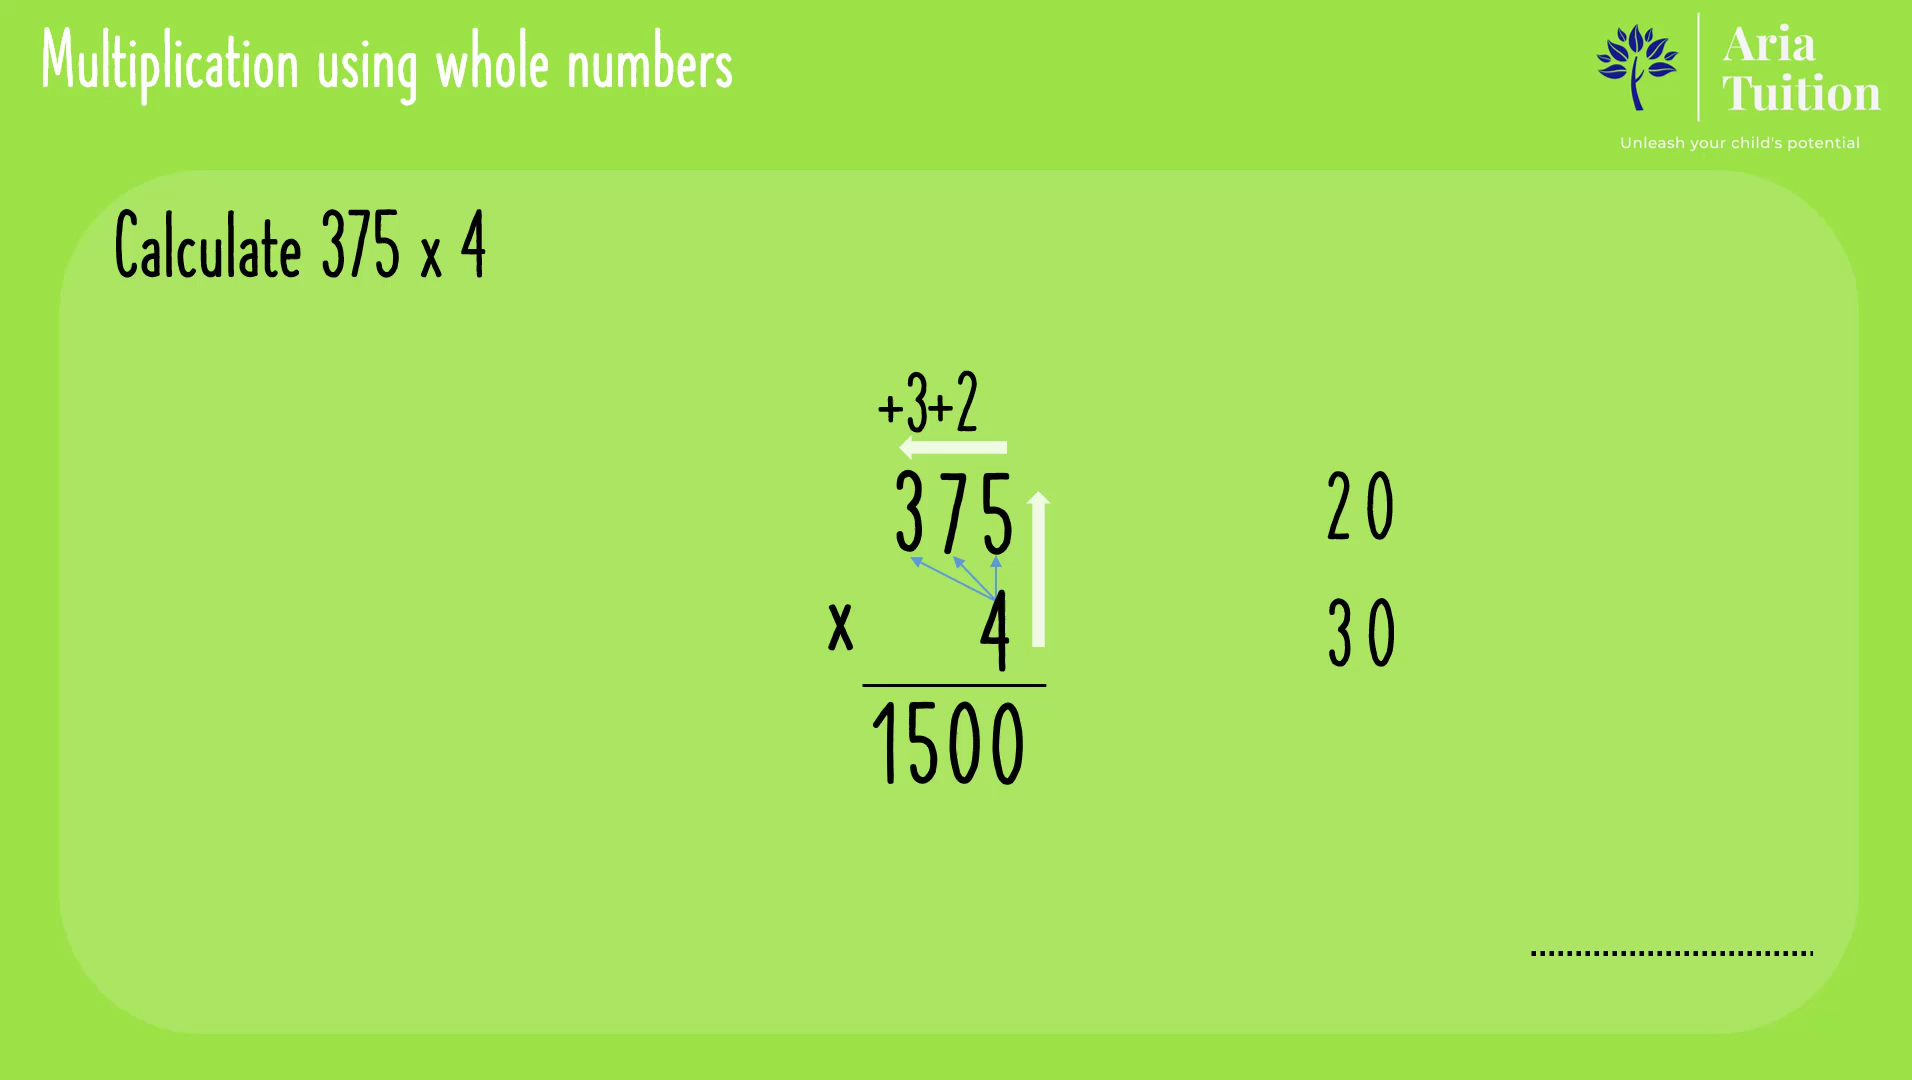 Multiplication using whole numbers
Aria
Tuition
Unleash your child's potential
Calculate 375 x 4
+3+2
375
20
30
x 4
1500